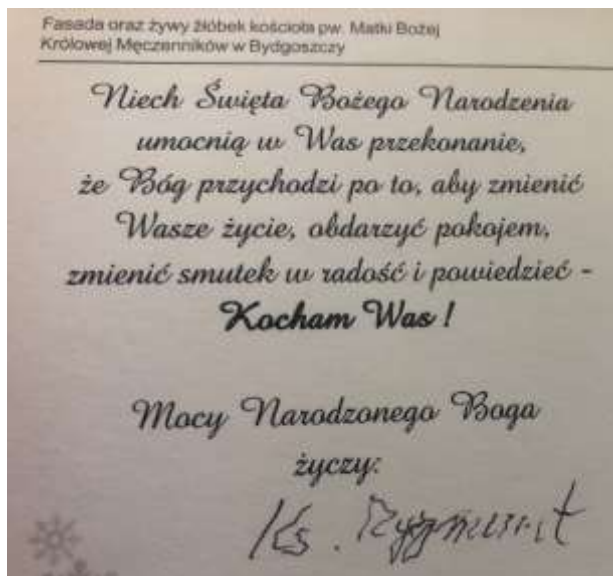 Fasada oraz żywy żłóbek kościoła pw. Matki Bożej
Królowej Męczenników w Bydgoszczy
Niech Święta Bożego Narodzenia
umocnią w Was przekonanie,
że Bóg przychodzi po to, aby zmienić
Wasze życie, obdarzyć pokojem,
zmienić smutek w radość i powiedzieć -
Kocham Was !
Mocy Narodzonego Boga
życzy:
Ks. Zygmunt